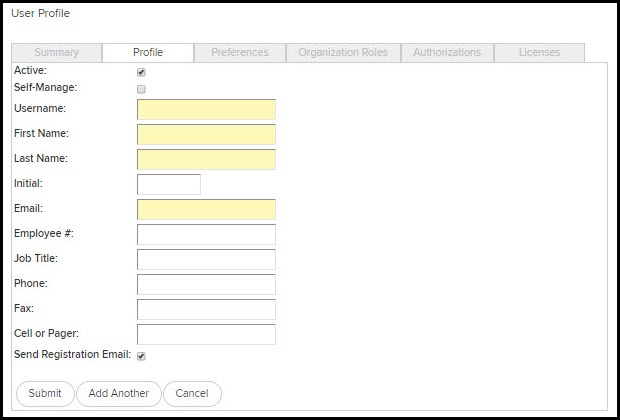 User Profile
Summary Profile Preferences Organization Roles Authorizations Licenses
Active:
Self-Manage:
Username:
First Name:
Last Name:
Initial:
Email:
Employee #:
Job Title:
Phone:
Fax:
Cell or Pager:
Send Registration Email:
Submit Add Another Cancel